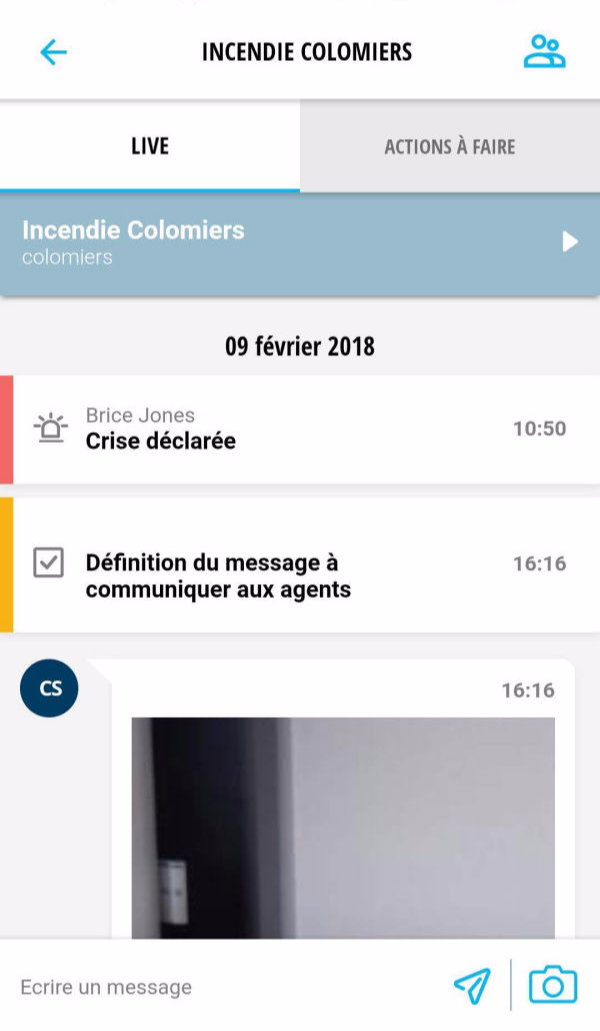 INCENDIE COLOMIERS
LIVE
ACTIONS À FAIRE
Incendie Colomiers
colomiers
09 février 2018
Brice Jones
Crise déclarée
10:50
Définition du message à
communiquer aux agents
16:16
CS
16:16
Ecrire un message